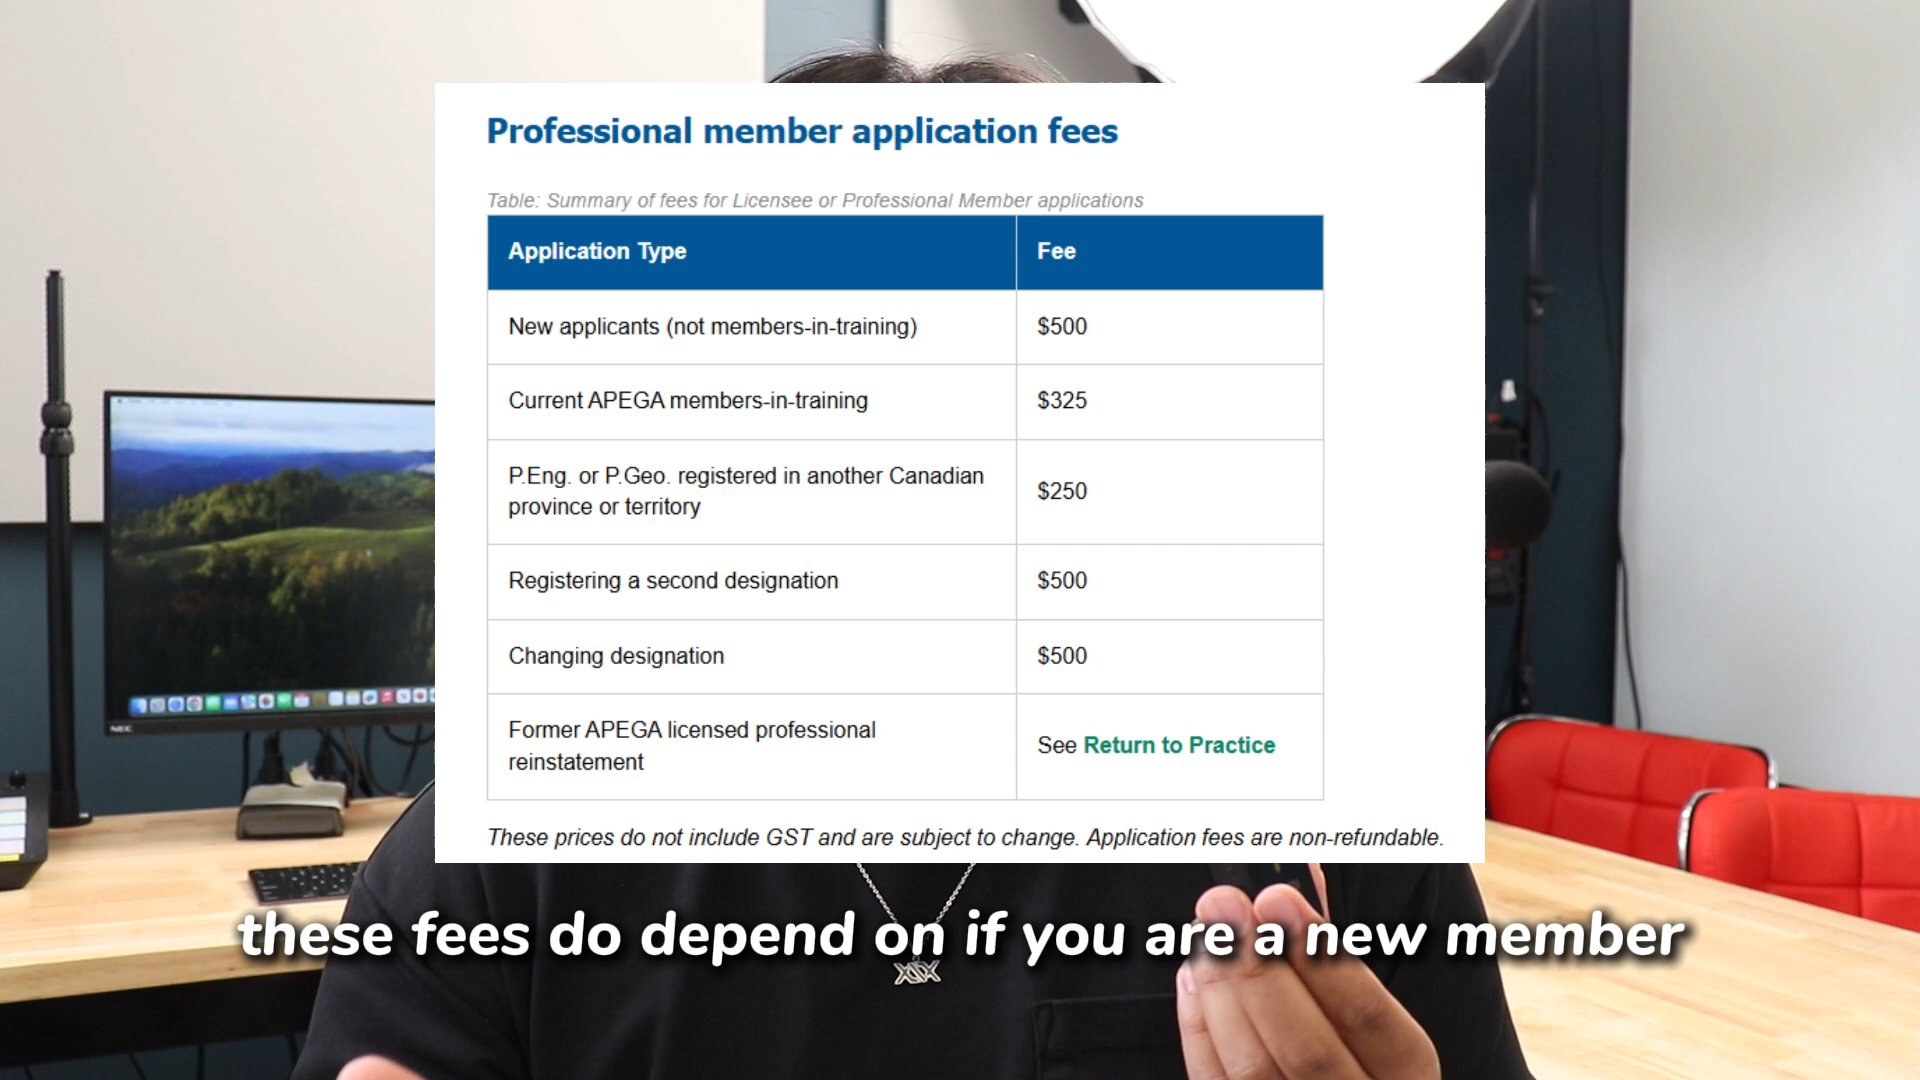 Professional member application fees
Table: Summary of fees for Licensee or Professional Member applications
Application Type
Fee
New applicants (not members-in-training)
$500
Current APEGA members-in-training
$325
P.Eng. or P.Geo. registered in another Canadian
province or territory
$250
Registering a second designation
$500
Changing designation
$500
Former APEGA licensed professional
reinstatement
See Return to Practice
These prices do not include GST and are subject to change. Application fees are non-refundable.
NEC
these fees do depend on if you are a new member
XIX